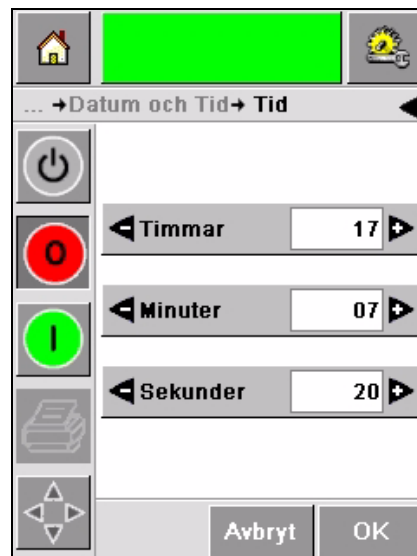 ... →Datum och Tid→ Tid
O
I
Timmar 17
Minuter 07
Sekunder 20
Avbryt OK